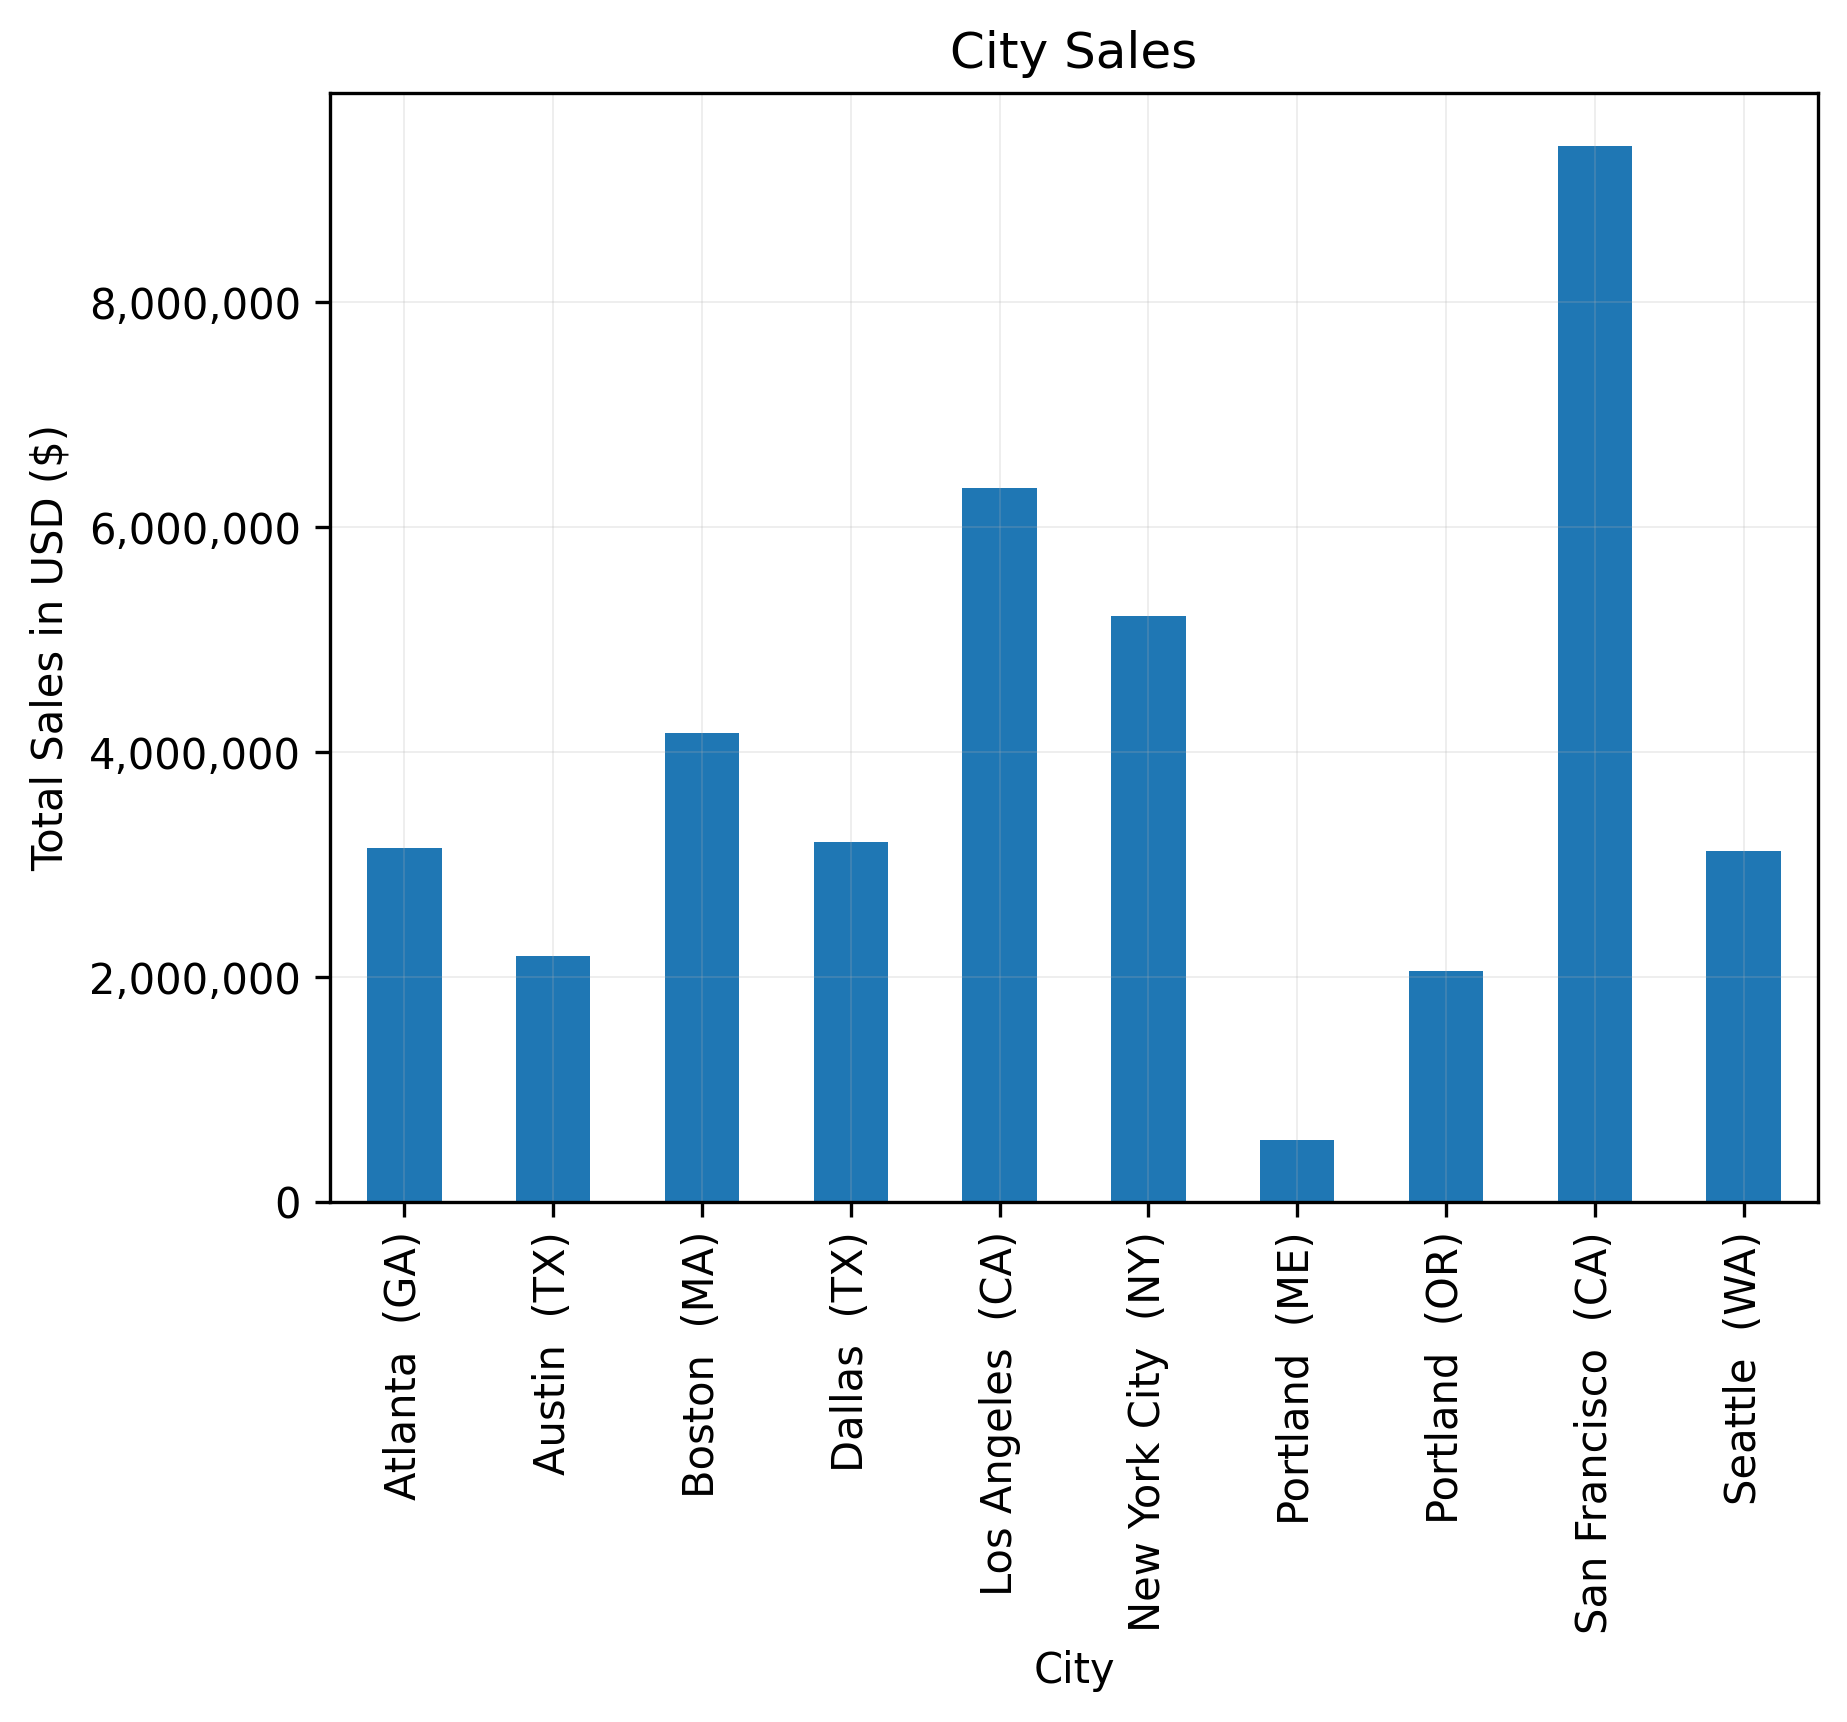 City Sales
Total Sales in USD ($)
8,000,000
6,000,000
4,000,000
2,000,000
0
Atlanta  (GA)
Austin  (TX)
Boston  (MA)
Dallas  (TX)
Los Angeles  (CA)
New York City  (NY)
Portland  (ME)
Portland  (OR)
San Francisco  (CA)
Seattle  (WA)
City